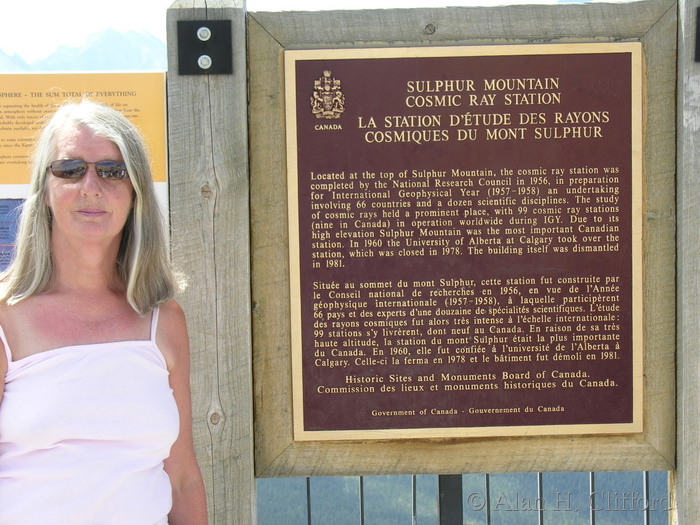 SPHERE - THE SUM TOTAL OF EVERYTHING
CANADA
SULPHUR MOUNTAIN
COSMIC RAY STATION
LA STATION D'ÉTUDE DES RAYONS
COSMIQUES DU MONT SULPHUR
Located at the top of Sulphur Mountain, the cosmic ray station was
completed by the National Research Council in 1956, in preparation
for International Geophysical Year (1957-1958) an undertaking
involving 66 countries and a dozen scientific disciplines. The study
of cosmic rays held a prominent place, with 99 cosmic ray stations
(nine in Canada) in operation worldwide during IGY. Due to its
high elevation Sulphur Mountain was the most important Canadian
station. In 1960 the University of Alberta at Calgary took over the
station, which was closed in 1978. The building itself was dismantled
in 1981.
Située au sommet du mont Sulphur, cette station fut construite par
le Conseil national de recherches en 1956, en vue de l'Année
géophysique internationale (1957-1958), à laquelle participèrent
66 pays et des experts d'une douzaine de spécialités scientifiques. L'étude
des rayons cosmiques fut alors très intense à l'échelle internationale:
99 stations s'y livrèrent, dont neuf au Canada. En raison de sa très
haute altitude, la station du mont Sulphur était la plus importante
du Canada. En 1960, elle fut confiée à l'université de l'Alberta à
Calgary. Celle-ci la ferma en 1978 et le bâtiment fut démoli en 1981.
Historic Sites and Monuments Board of Canada.
Commission des lieux et monuments historiques du Canada.
Government of Canada - Gouvernement du Canada
© Alan H. Clifford